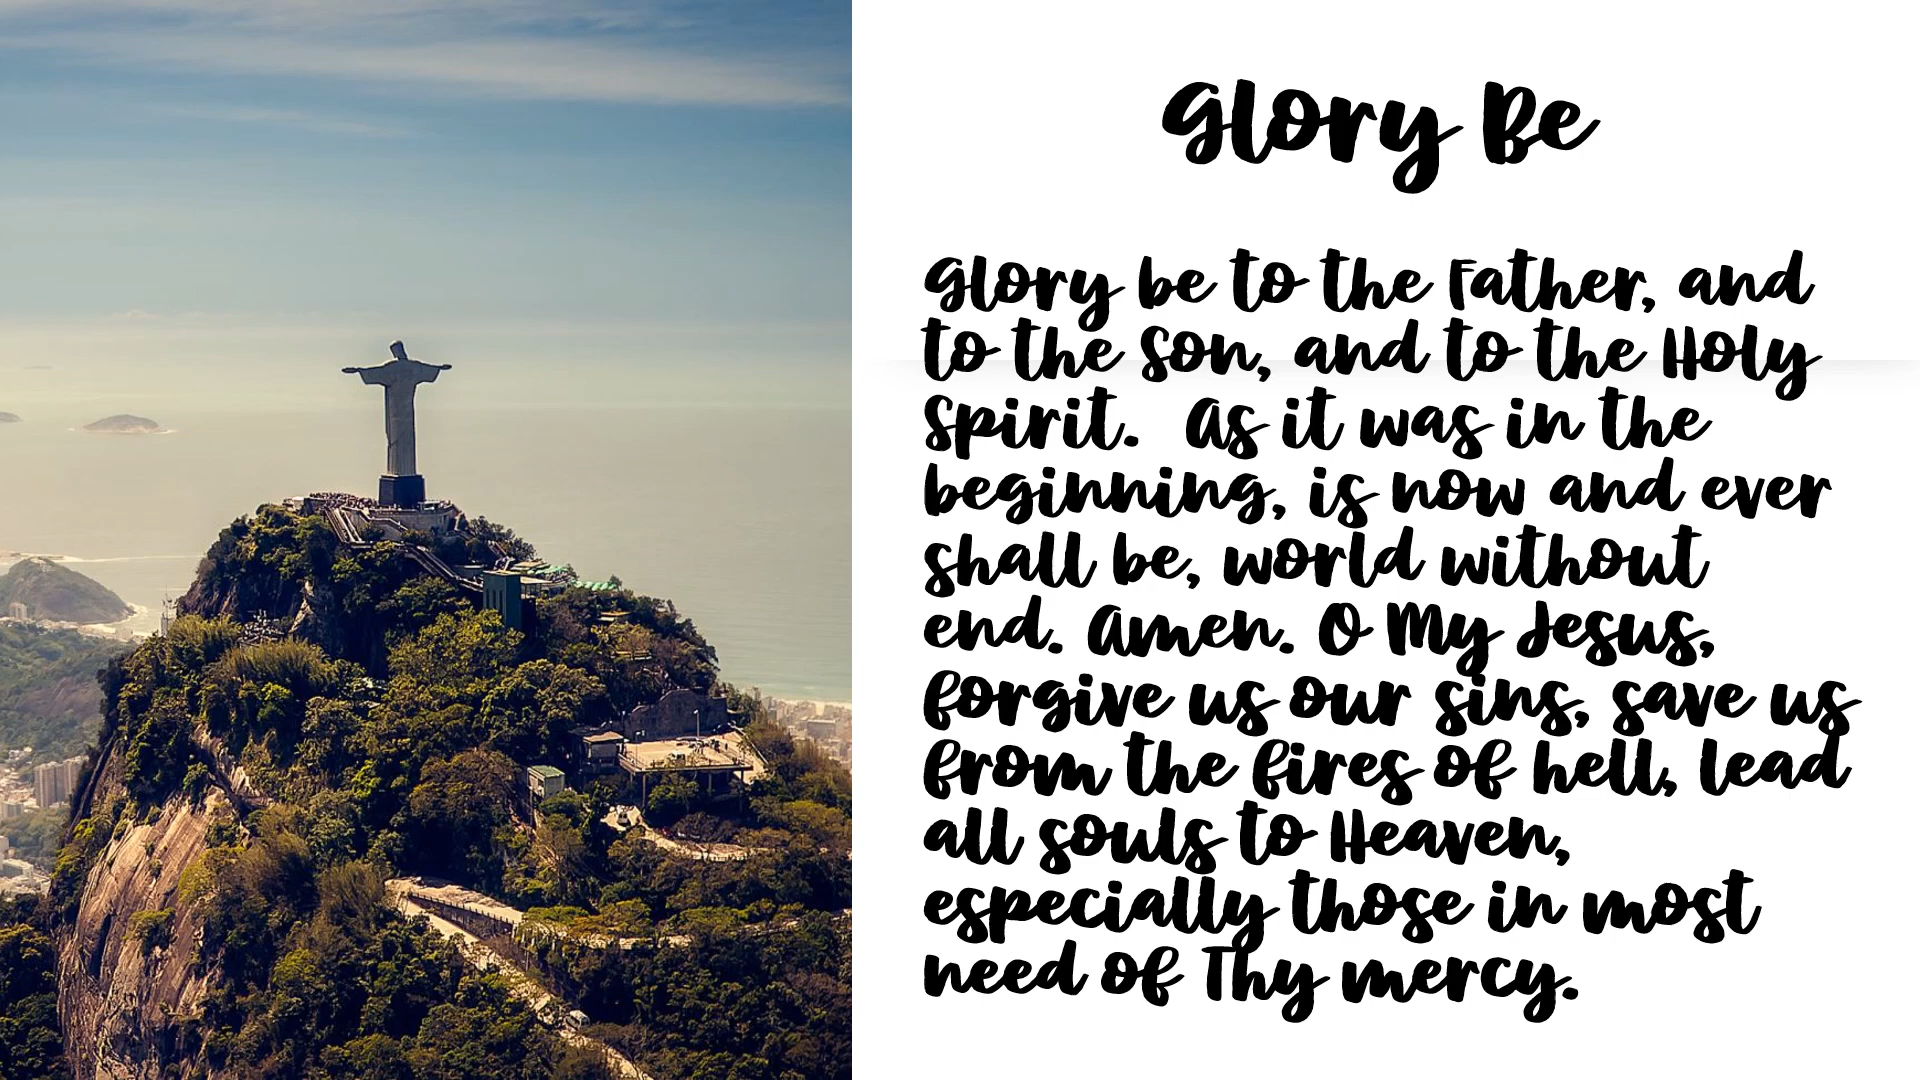 Glory Be
Glory be to the Father, and
to the Son, and to the Holy
Spirit.  As it was in the
beginning, is now and ever
shall be, world without
end. Amen. O My Jesus,
forgive us our sins, save us
from the fires of hell, lead
all souls to Heaven,
especially those in most
need of Thy mercy.